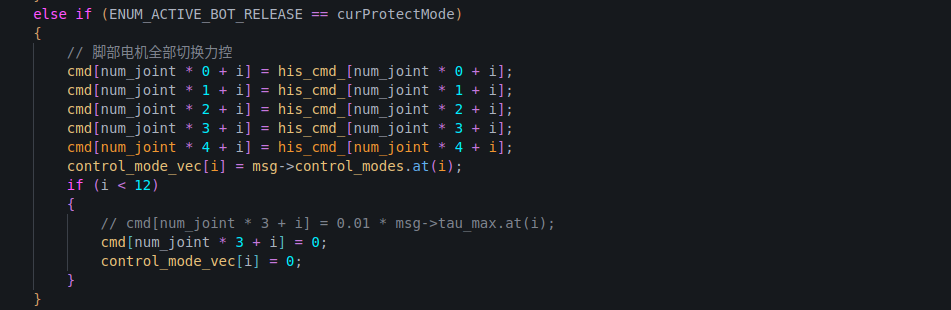 else if (ENUM_ACTIVE_BOT_RELEASE == curProtectMode)
{
// 脚部电机全部切换力控
cmd[num_joint * 0 + i] = his_cmd_[num_joint * 0 + i];
cmd[num_joint * 1 + i] = his_cmd_[num_joint * 1 + i];
cmd[num_joint * 2 + i] = his_cmd_[num_joint * 2 + i];
cmd[num_joint * 3 + i] = his_cmd_[num_joint * 3 + i];
cmd[num_joint * 4 + i] = his_cmd_[num_joint * 4 + i];
control_mode_vec[i] = msg->control_modes.at(i);
if (i < 12)
{
// cmd[num_joint * 3 + i] = 0.01 * msg->tau_max.at(i);
cmd[num_joint * 3 + i] = 0;
control_mode_vec[i] = 0;
}
}